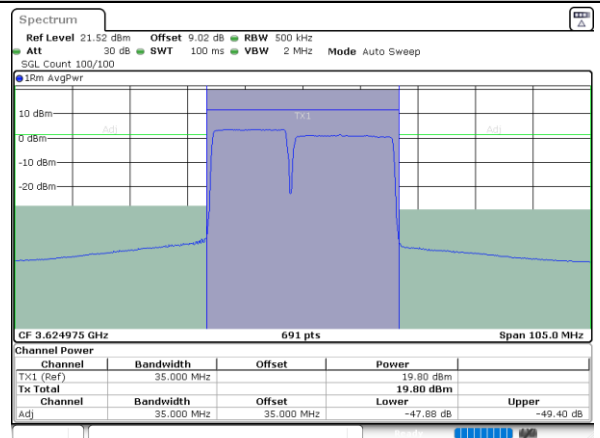 Spectrum
Ref Level 21.52 dBm Offset 9.02 dB RBW 500 kHz
Att 30 dB SWT 100 ms VBW 2 MHz Mode Auto Sweep
SGL Count 100/100
1Rm AvgPwr
10 dBm
TX1
Adj Adj
0 dBm
-10 dBm
-20 dBm
CF 3.624975 GHz 691 pts Span 105.0 MHz
Channel Power
Channel Bandwidth Offset Power
TX1 (Ref) 35.000 MHz 19.80 dBm
Tx Total 19.80 dBm
Channel Bandwidth Offset Lower Upper
Adj 35.000 MHz 35.000 MHz -47.88 dB -49.40 dB